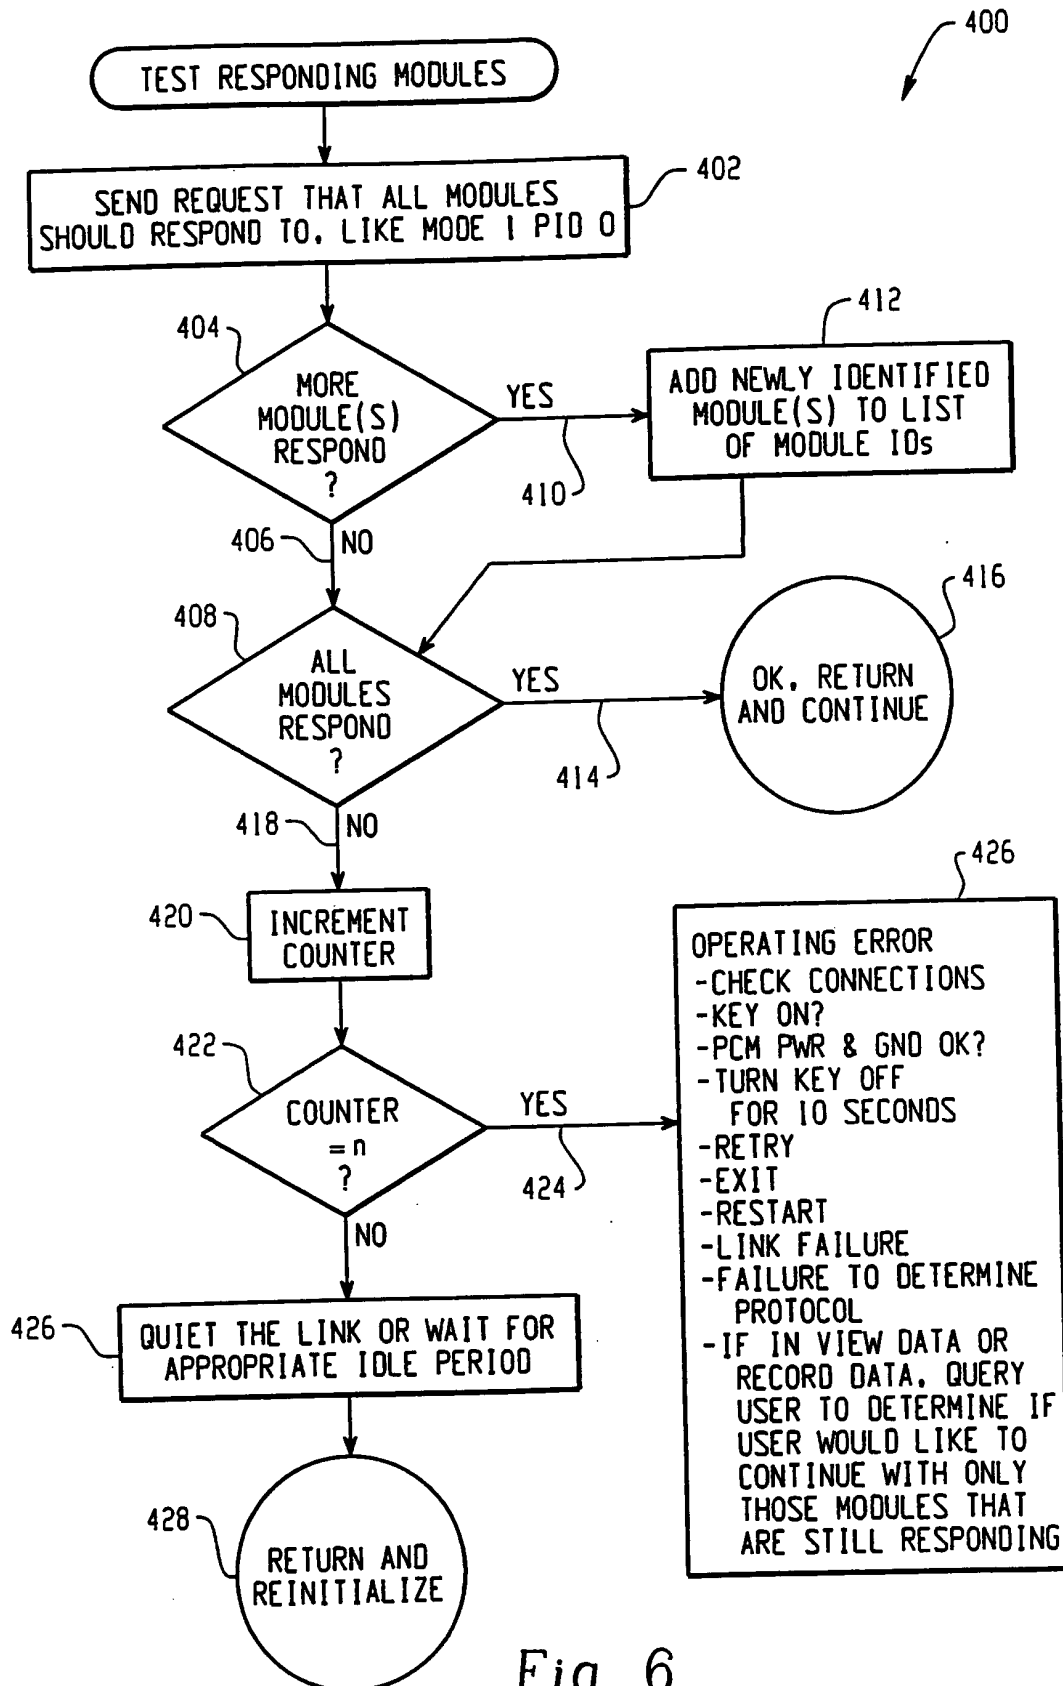 400
TEST RESPONDING MODULES
402
SEND REQUEST THAT ALL MODULES
SHOULD RESPOND TO, LIKE MODE 1 PID 0
404
MORE
MODULE(S)
RESPOND
?
YES
410
412
ADD NEWLY IDENTIFIED
MODULE(S) TO LIST
OF MODULE IDs
406
NO
408
ALL
MODULES
RESPOND
?
YES
414
416
OK, RETURN
AND CONTINUE
418
NO
420
INCREMENT
COUNTER
422
COUNTER
=n
?
YES
424
426
OPERATING ERROR
-CHECK CONNECTIONS
-KEY ON?
-PCM PWR & GND OK?
-TURN KEY OFF
FOR 10 SECONDS
-RETRY
-EXIT
-RESTART
-LINK FAILURE
-FAILURE TO DETERMINE
PROTOCOL
-IF IN VIEW DATA OR
RECORD DATA, QUERY
USER TO DETERMINE IF
USER WOULD LIKE TO
CONTINUE WITH ONLY
THOSE MODULES THAT
ARE STILL RESPONDING
NO
426
QUIET THE LINK OR WAIT FOR
APPROPRIATE IDLE PERIOD
428
RETURN AND
REINITIALIZE
Fig 6